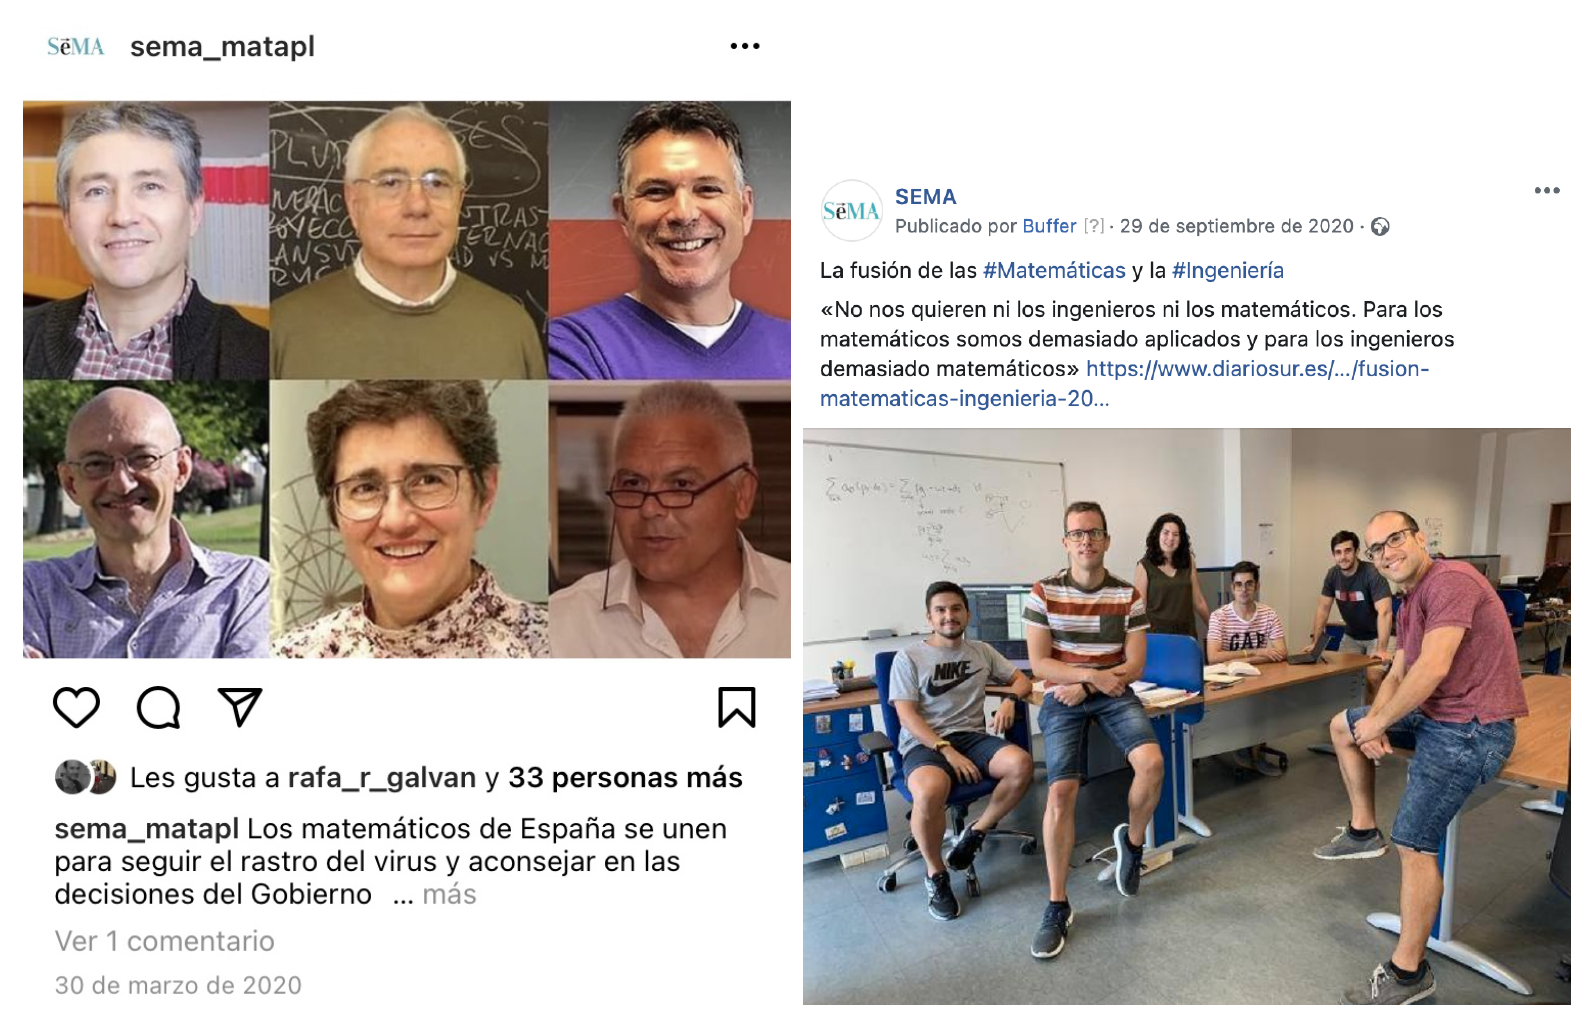 SēMA sema_matapl
PLUR
Les gusta a rafa_r_galvan y 33 personas más
sema_matapl Los matemáticos de España se unen
para seguir el rastro del virus y aconsejar en las
decisiones del Gobierno ... más
Ver 1 comentario
30 de marzo de 2020
SēMA
SEMA
Publicado por Buffer [?] · 29 de septiembre de 2020 ·
La fusión de las #Matemáticas y la #Ingeniería
«No nos quieren ni los ingenieros ni los matemáticos. Para los
matemáticos somos demasiado aplicados y para los ingenieros
demasiado matemáticos» https://www.diariosur.es/.../fusion-
matematicas-ingenieria-20...
NIKE
GAP